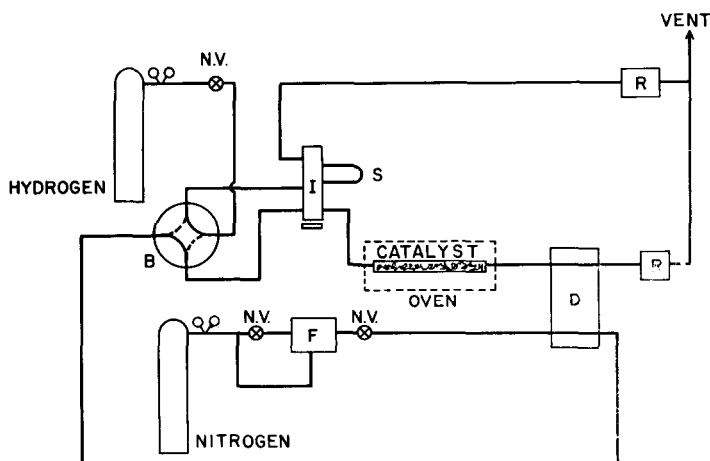 VENT
N.V.
R
HYDROGEN
I
S
B
CATALYST
R
OVEN
D
N.V.
N.V.
F
NITROGEN